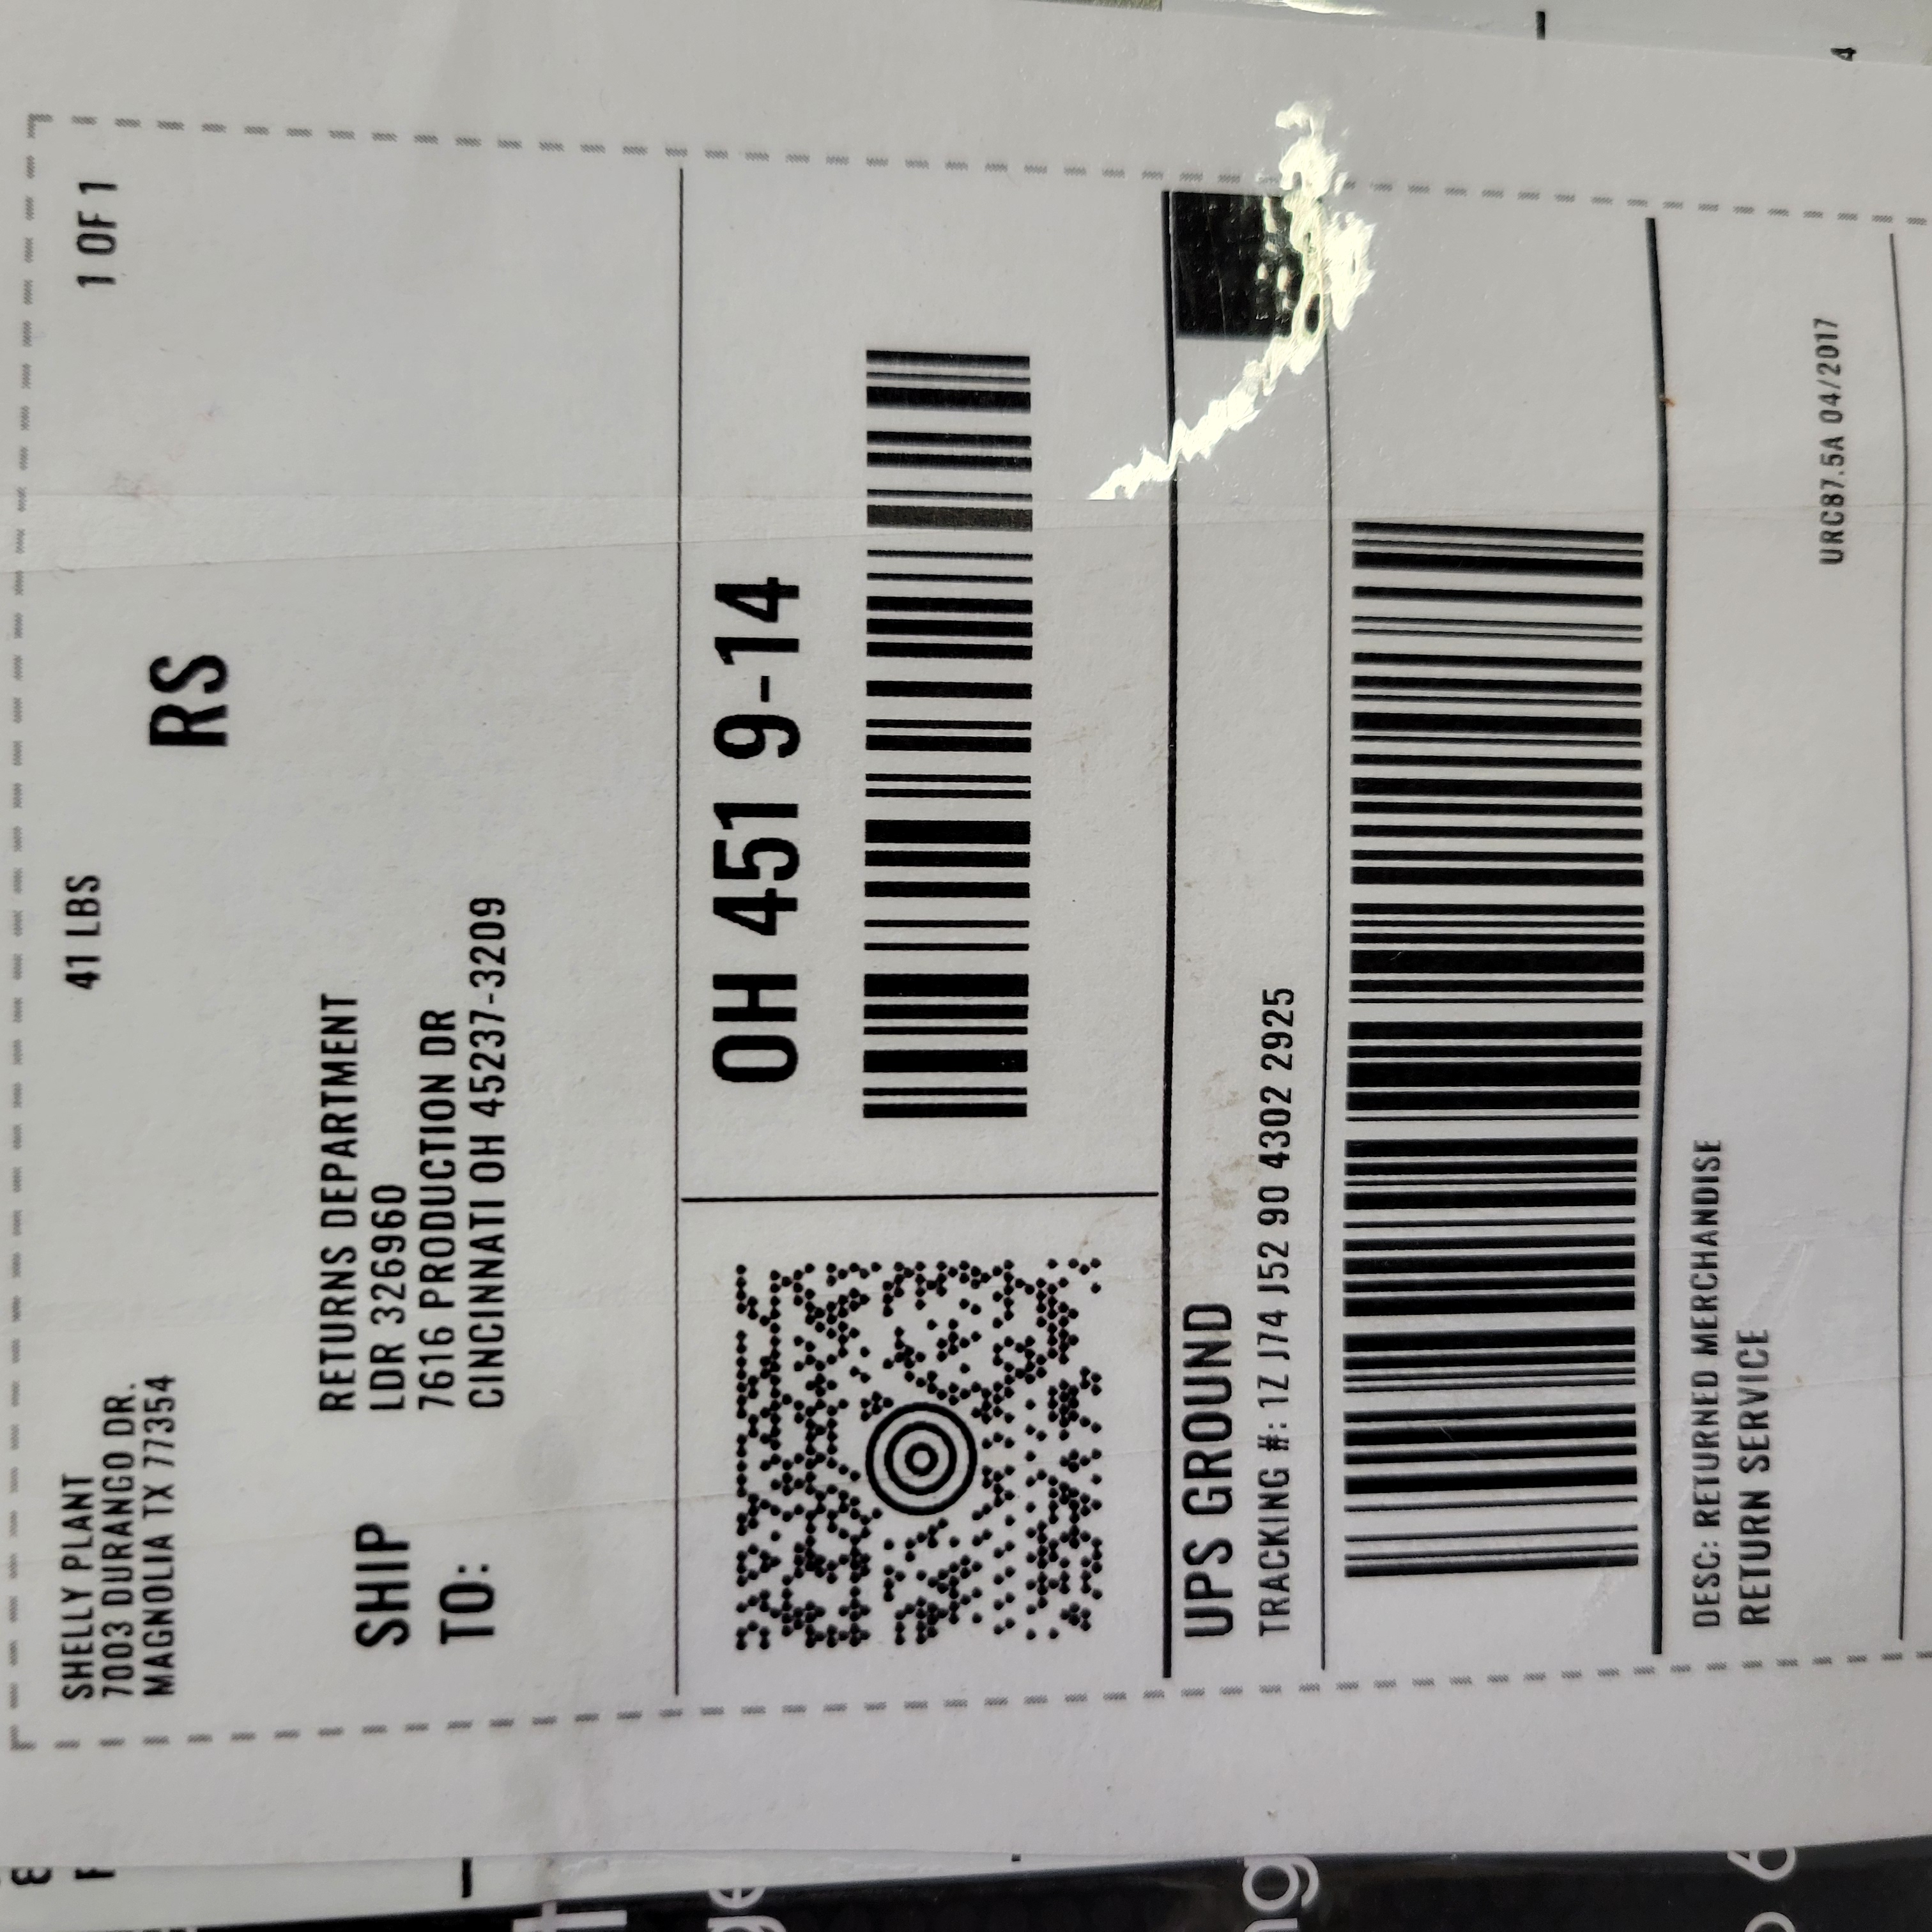 SHELLY PLANT
7003 DURANGO DR.
MAGNOLIA TX 77354
41 LBS
1 OF 1
RS
SHIP
TO:
RETURNS DEPARTMENT
LDR 3269960
7616 PRODUCTION DR
CINCINNATI OH 45237-3209
OH 451 9-14
UPS GROUND
TRACKING #: 1Z J74 J52 90 4302 2925
DESC: RETURNED MERCHANDISE
RETURN SERVICE
URC87.5A 04/2017